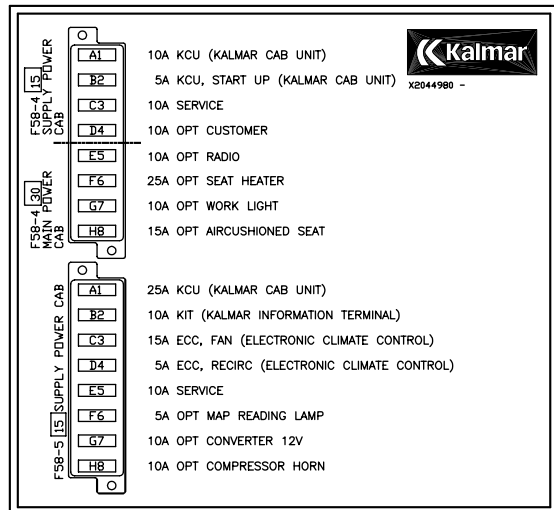 Kalmar
X2044980 -
F58-4 15
SUPPLY POWER
CAB
A1 10A KCU (KALMAR CAB UNIT)
B2 5A KCU, START UP (KALMAR CAB UNIT)
C3 10A SERVICE
D4 10A OPT CUSTOMER
F58-4 30
MAIN POWER
CAB
E5 10A OPT RADIO
F6 25A OPT SEAT HEATER
G7 10A OPT WORK LIGHT
H8 15A OPT AIRCUSHIONED SEAT
F58-5 15 SUPPLY POWER CAB
A1 25A KCU (KALMAR CAB UNIT)
B2 10A KIT (KALMAR INFORMATION TERMINAL)
C3 15A ECC, FAN (ELECTRONIC CLIMATE CONTROL)
D4 5A ECC, RECIRC (ELECTRONIC CLIMATE CONTROL)
E5 10A SERVICE
F6 5A OPT MAP READING LAMP
G7 10A OPT CONVERTER 12V
H8 10A OPT COMPRESSOR HORN